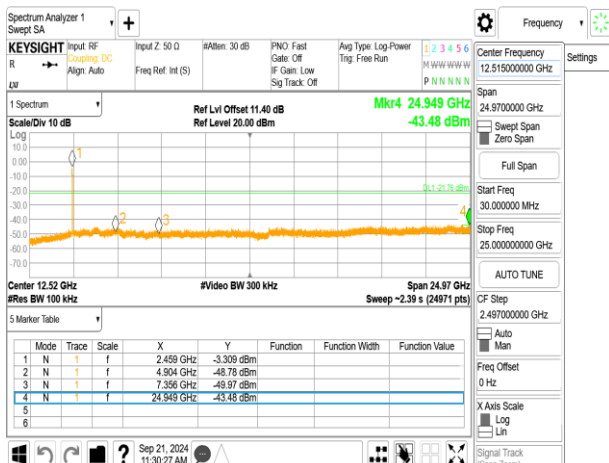 Spectrum Analyzer 1
Swept SA
Frequency
KEYSIGHT Input: RF Input Z: 50 Ω #Atten: 30 dB PNO: Fast Avg Type: Log-Power 1 2 3 4 5 6
R Coupling: DC Gate: Off Trig: Free Run
Align: Auto Freq Ref: Int (S) IF Gain: Low M W W W W W
Sig Track: Off P N N N N N
1 Spectrum
Scale/Div 10 dB
Ref Lvl Offset 11.40 dB
Ref Level 20.00 dBm
Mkr4 24.949 GHz
-43.48 dBm
Log
10.0
0.00
-10.0
-20.0
-30.0
-40.0
-50.0
-60.0
-70.0
1
2
3
4
DL1 -21.76 dBm
Center 12.52 GHz #Video BW 300 kHz Span 24.97 GHz
#Res BW 100 kHz Sweep ~2.39 s (24971 pts)
5 Marker Table
Mode Trace Scale X Y Function Function Width Function Value
1 N 1 f 2.459 GHz -3.309 dBm
2 N 1 f 4.904 GHz -48.78 dBm
3 N 1 f 7.356 GHz -49.97 dBm
4 N 1 f 24.949 GHz -43.48 dBm
5
6
Sep 21, 2024
11:30:27 AM
Center Frequency
12.515000000 GHz
Settings
Span
24.9700000 GHz
Swept Span
Zero Span
Full Span
Start Freq
30.000000 MHz
Stop Freq
25.000000000 GHz
AUTO TUNE
CF Step
2.497000000 GHz
Auto
Man
Freq Offset
0 Hz
X Axis Scale
Log
Lin
Signal Track